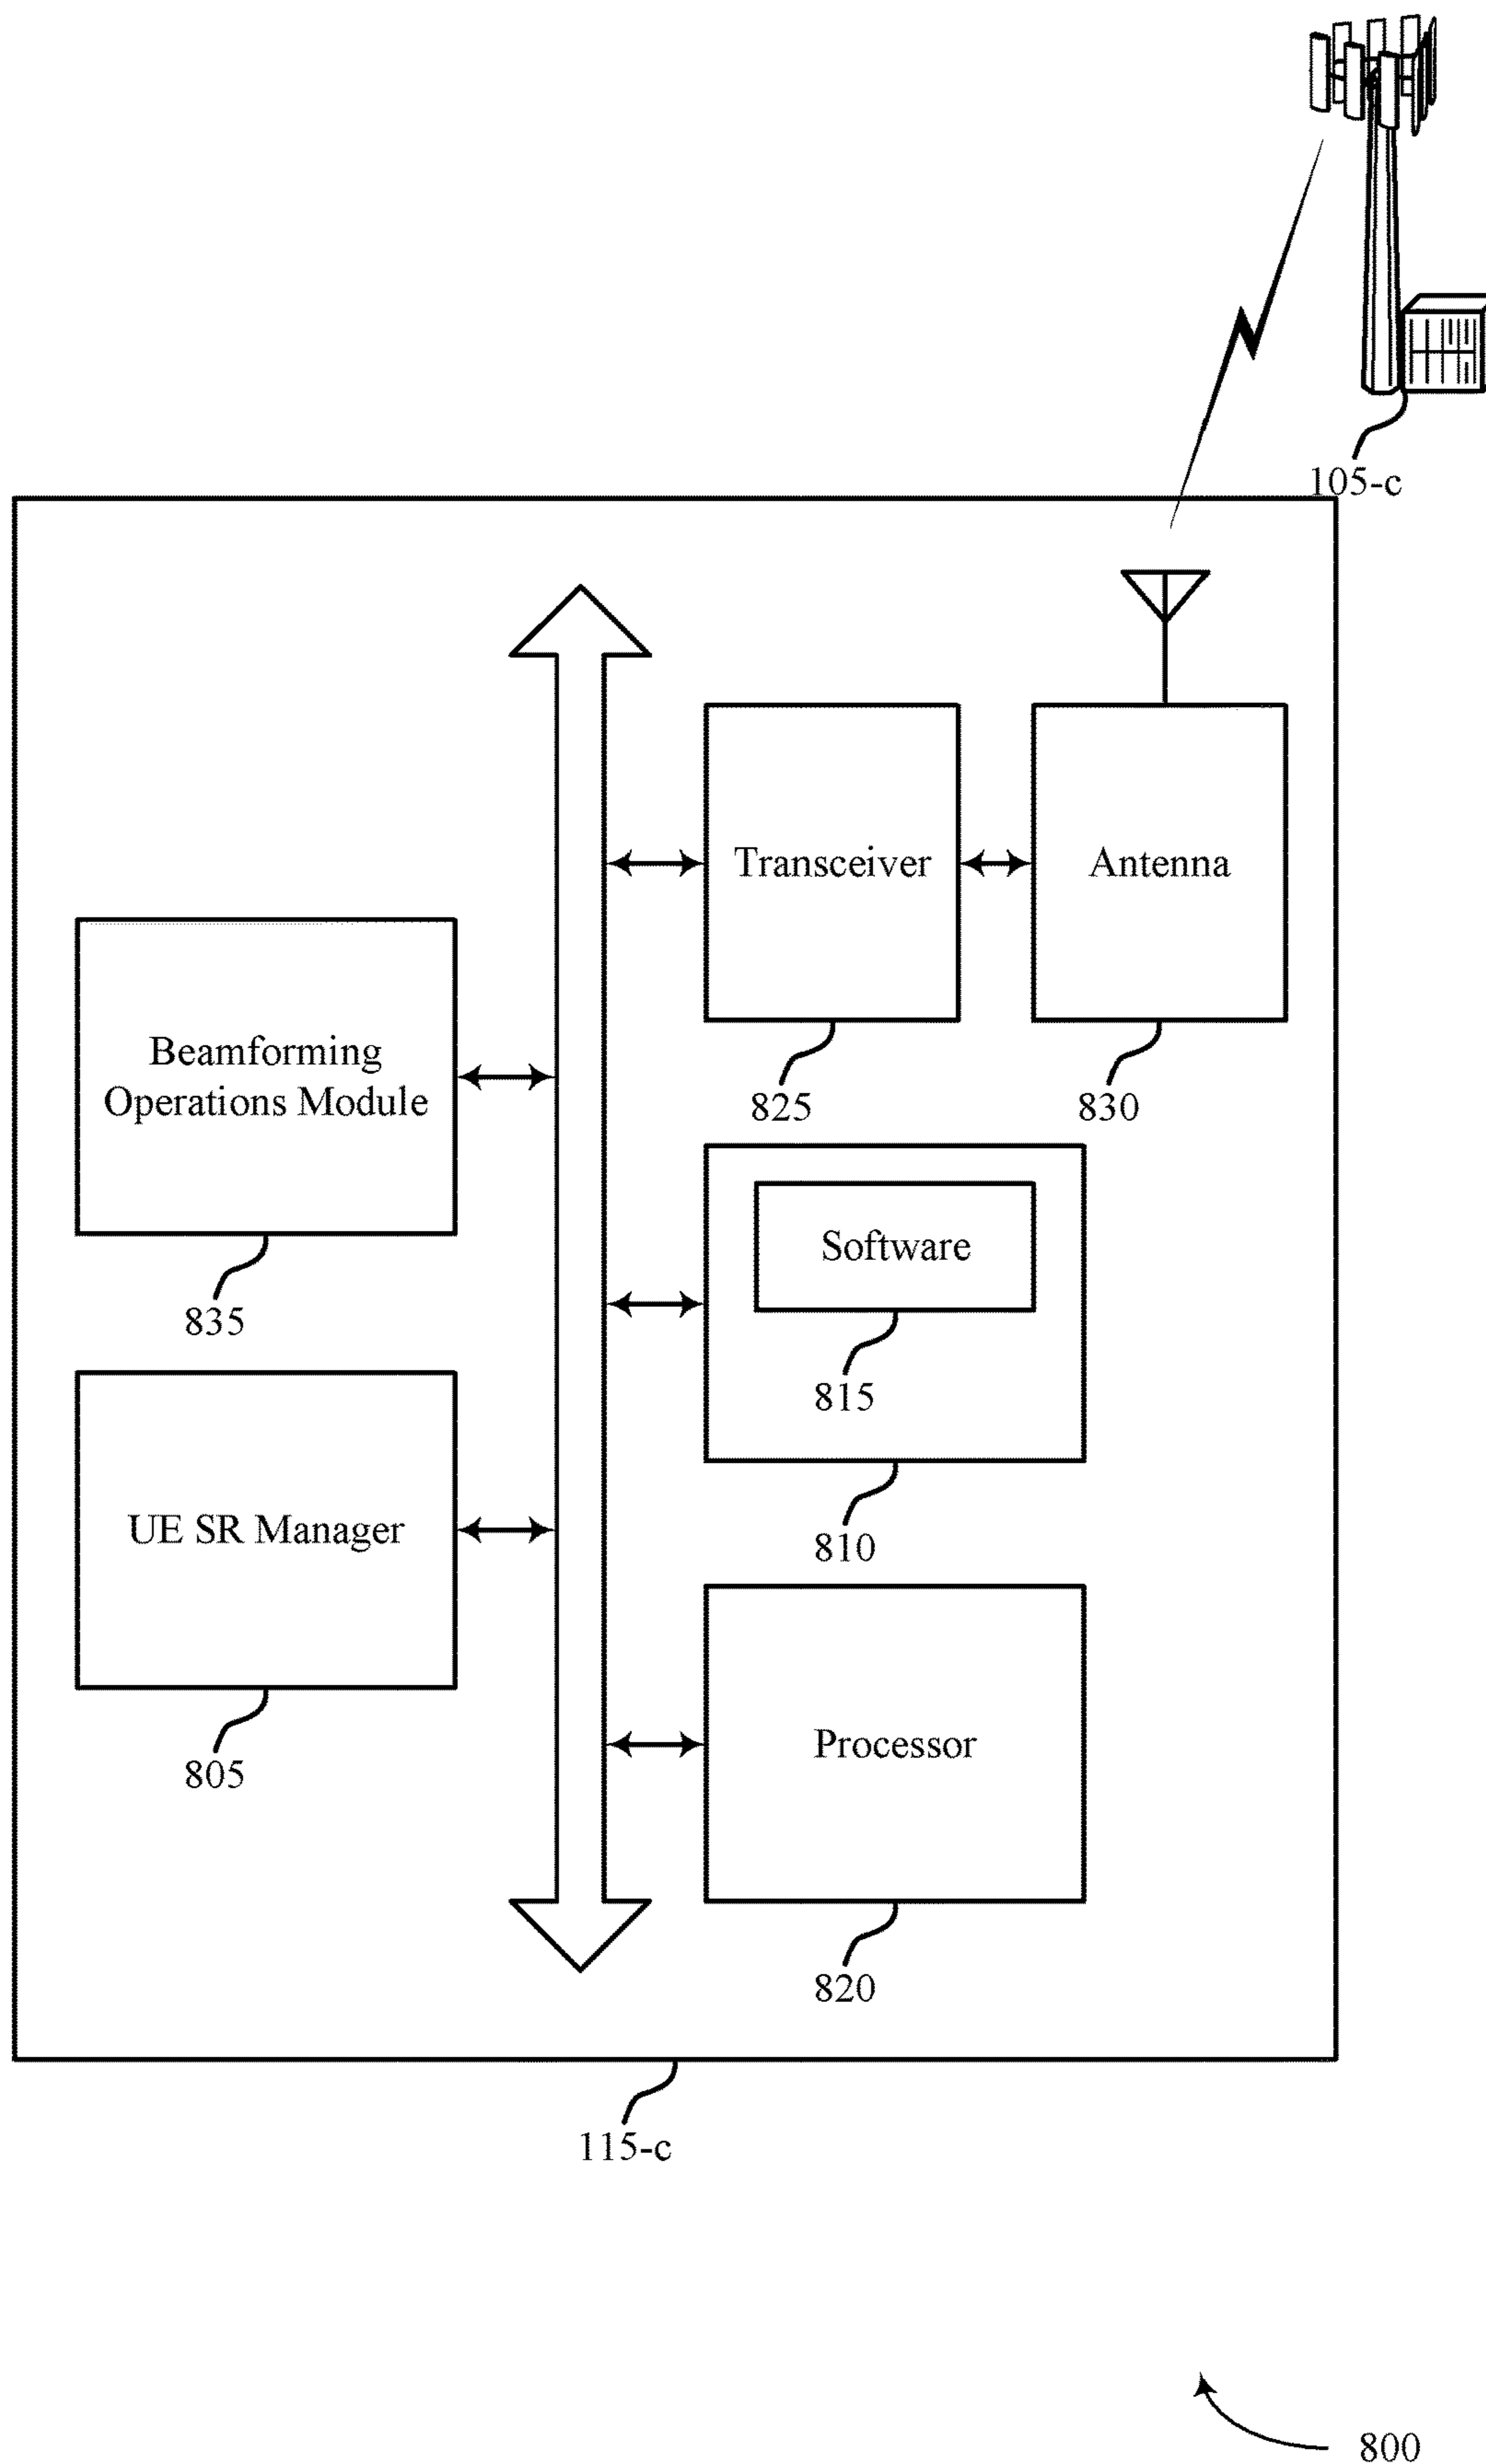 105-c
Transceiver
Antenna
825
830
Beamforming
Operations Module
835
Software
815
810
UE SR Manager
805
Processor
820
115-c
800